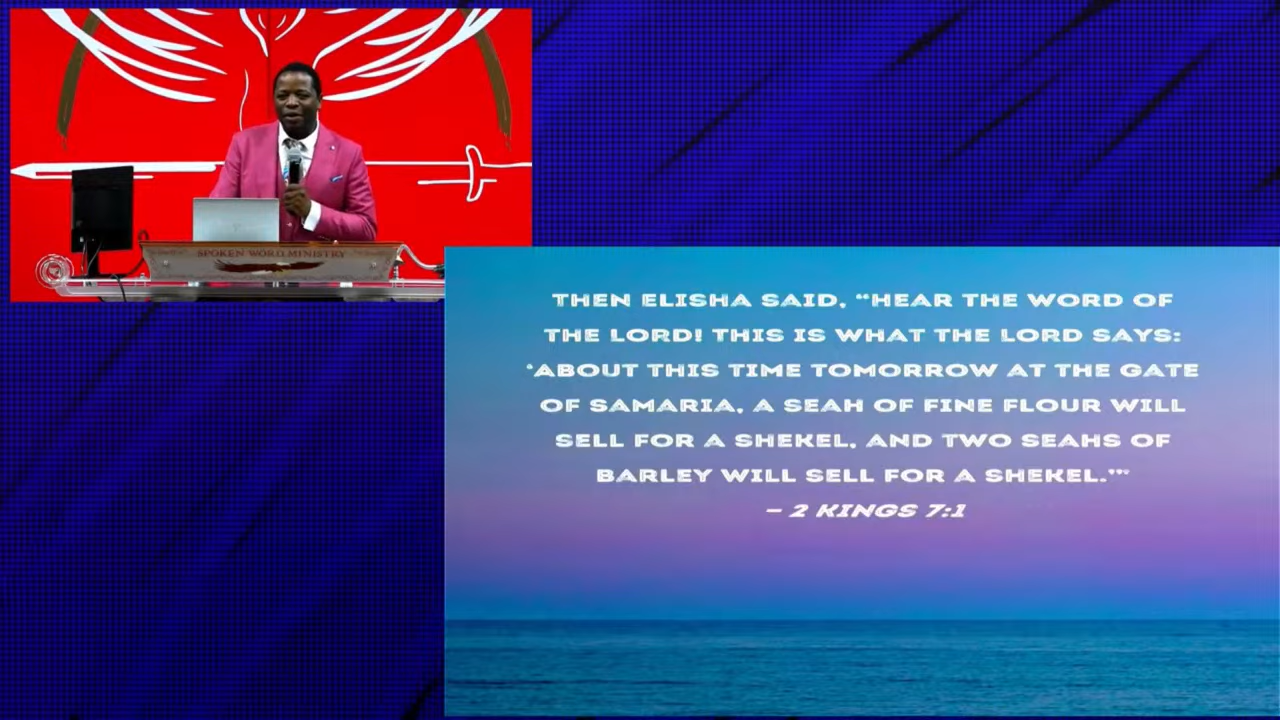 SPOKEN WORD MINISTRY
THEN ELISHA SAID, “HEAR THE WORD OF
THE LORD! THIS IS WHAT THE LORD SAYS:
‘ABOUT THIS TIME TOMORROW AT THE GATE
OF SAMARIA, A SEAH OF FINE FLOUR WILL
SELL FOR A SHEKEL, AND TWO SEAHS OF
BARLEY WILL SELL FOR A SHEKEL.’”
– 2 KINGS 7:1